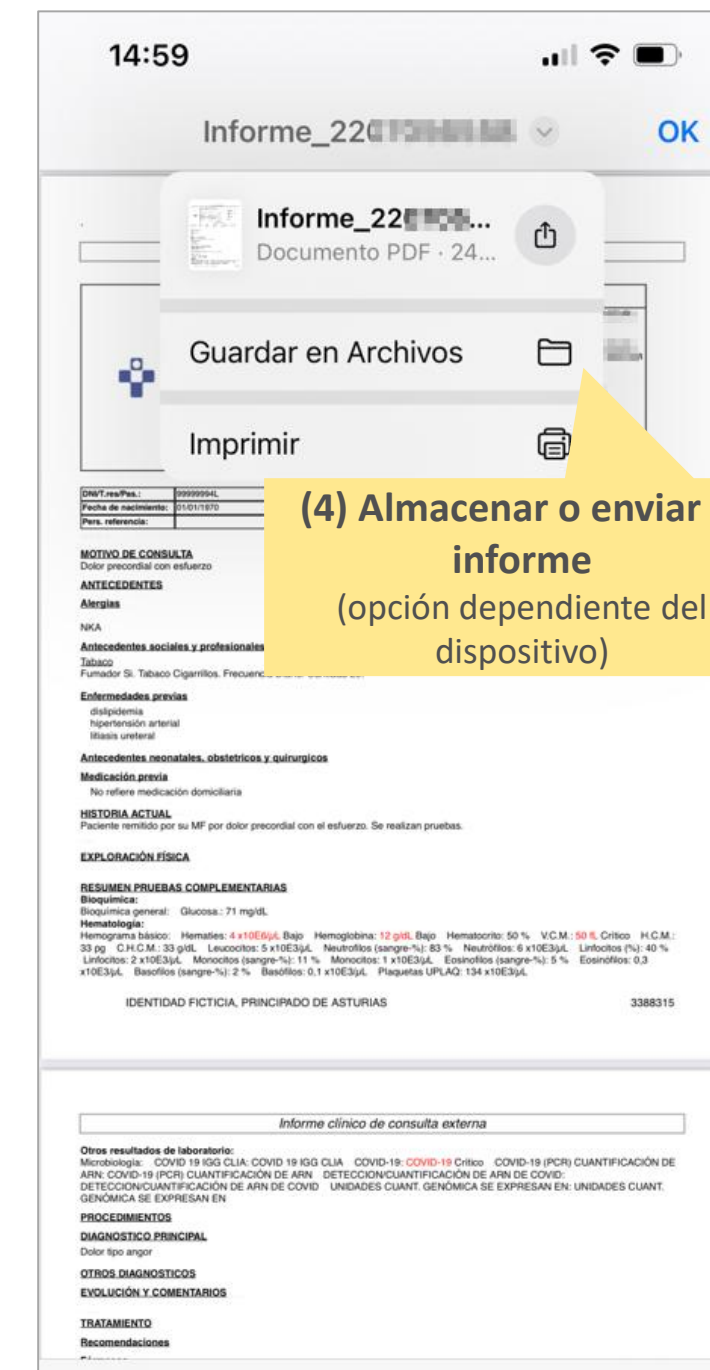 14:59
Informe_220
OK
Informe_220...
Documento PDF · 24...
Guardar en Archivos
Imprimir
(4) Almacenar o enviar
informe
(opción dependiente del
dispositivo)
DNI/T.res/Pas.: 99999994L
Fecha de nacimiento: 01/01/1970
Pers. referencia:
MOTIVO DE CONSULTA
Dolor precordial con esfuerzo
ANTECEDENTES
Alergias
NKA
Antecedentes sociales y profesionales
Tabaco
Fumador Si. Tabaco Cigarrillos.
Enfermedades previas
dislipidemia
hipertensión arterial
litiasis ureteral
Antecedentes neonatales, obstetricos y quirurgicos
Medicación previa
No refiere medicación domiciliaria
HISTORIA ACTUAL
Paciente remitido por su MF por dolor precordial con el esfuerzo. Se realizan pruebas.
EXPLORACIÓN FÍSICA
RESUMEN PRUEBAS COMPLEMENTARIAS
Bioquímica:
Bioquímica general: Glucosa.: 71 mg/dL.
Hematología:
Hemograma básico: Hematies: 4 x10E6/µL Bajo Hemoglobina: 12 g/dL Bajo Hematocrito: 50 % V.C.M.: 50 fL Crítico H.C.M.:
33 pg C.H.C.M.: 33 g/dL Leucocitos: 5 x10E3/µL Neutrofilos (sangre-%): 83 % Neutrófilos: 6 x10E3/µL Linfocitos (%): 40 %
Linfocitos: 2 x10E3/µL Monocitos (sangre-%): 11 % Monocitos: 1 x10E3/µL Eosinofilos (sangre-%): 5 % Eosinófilos: 0,3
x10E3/µL Basofilos (sangre-%): 2 % Basófilos: 0,1 x10E3/µL Plaquetas UPLAQ: 134 x10E3/µL
IDENTIDAD FICTICIA, PRINCIPADO DE ASTURIAS 3388315
Informe clínico de consulta externa
Otros resultados de laboratorio:
Microbiología: COVID 19 IGG CLIA: COVID 19 IGG CLIA COVID-19: COVID-19 Crítico COVID-19 (PCR) CUANTIFICACIÓN DE
ARN: COVID-19 (PCR) CUANTIFICACIÓN DE ARN DETECCION/CUANTIFICACIÓN DE ARN DE COVID:
DETECCION/CUANTIFICACIÓN DE ARN DE COVID UNIDADES CUANT. GENÓMICA SE EXPRESAN EN: UNIDADES CUANT.
GENÓMICA SE EXPRESAN EN
PROCEDIMIENTOS
DIAGNOSTICO PRINCIPAL
Dolor tipo angor
OTROS DIAGNOSTICOS
EVOLUCIÓN Y COMENTARIOS
TRATAMIENTO
Recomendaciones